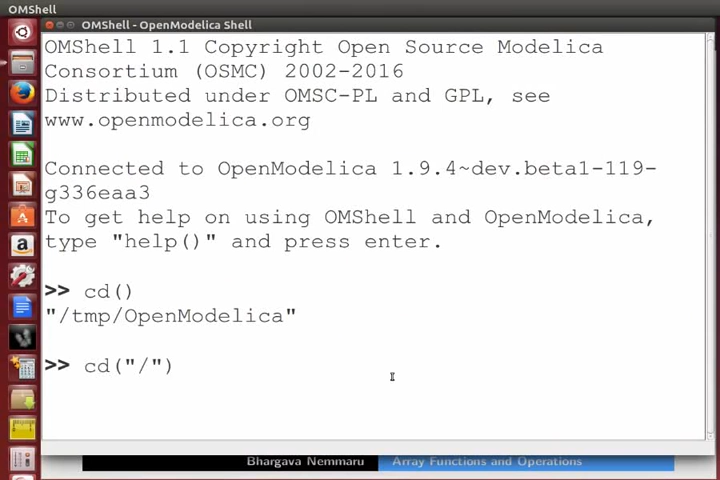 OMShell
OMShell - OpenModelica Shell
OMShell 1.1 Copyright Open Source Modelica
Consortium (OSMC) 2002-2016
Distributed under OMSC-PL and GPL, see
www.openmodelica.org
Connected to OpenModelica 1.9.4~dev.beta1-119-
g336eaa3
To get help on using OMShell and OpenModelica,
type "help()" and press enter.
>> cd()
"/tmp/OpenModelica"
>> cd("/")
Bhargava Nemmaru Array Functions and Operations